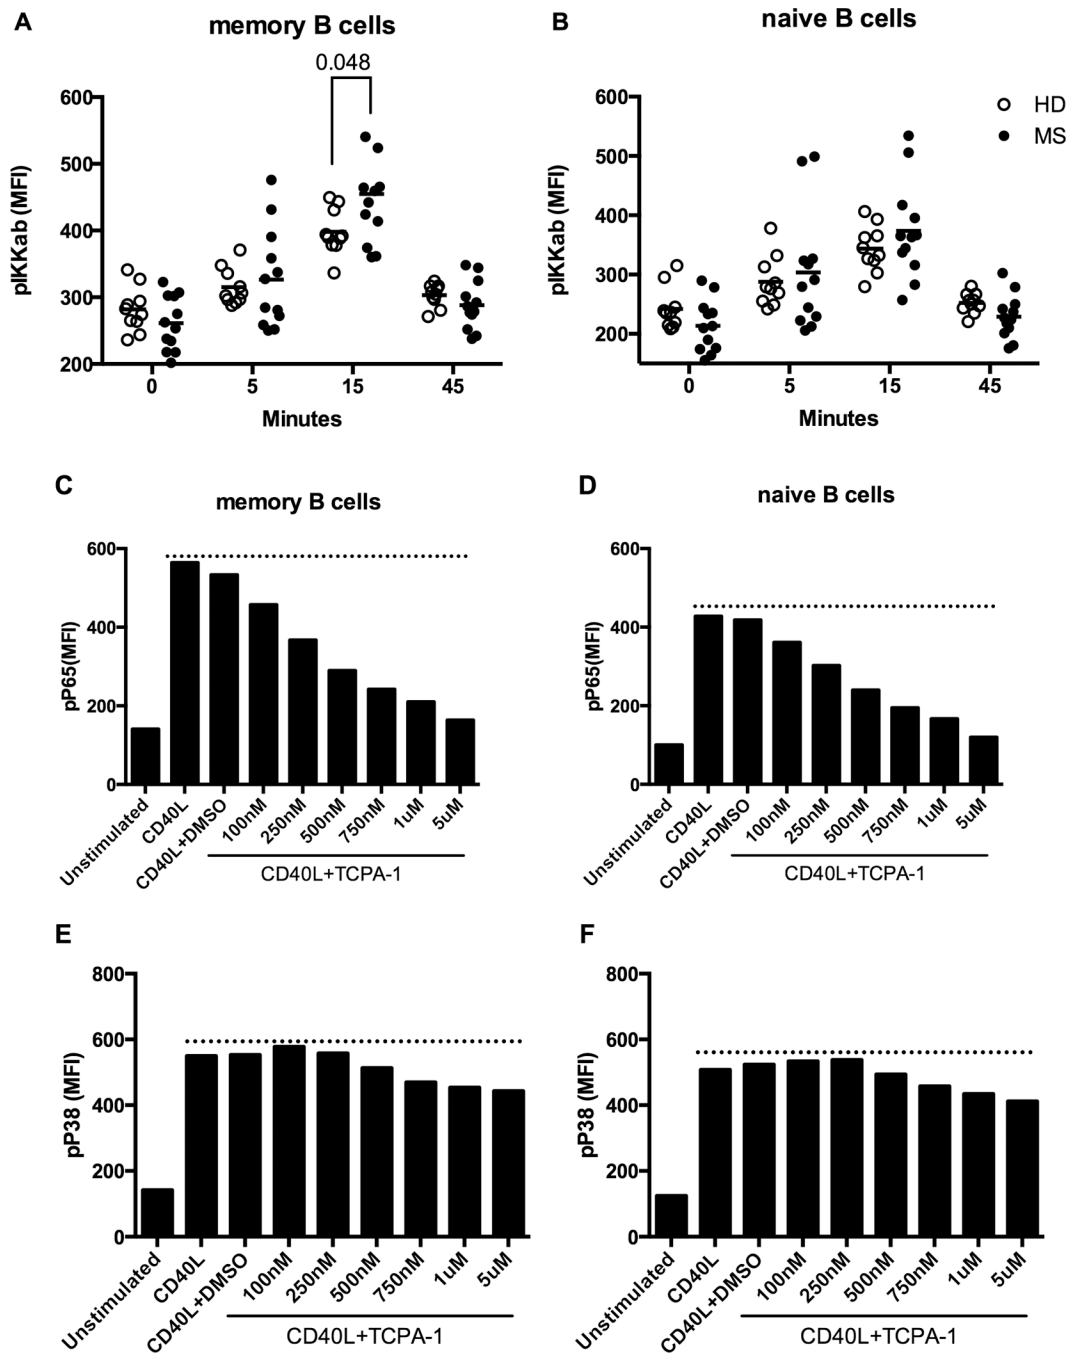 A
memory B cells
0.048
600
500
400
300
200
pIKKab (MFI)
0 5 15 45
Minutes
B
naive B cells
HD
MS
600
500
400
300
200
pIKKab (MFI)
0 5 15 45
Minutes
C
memory B cells
600
400
200
0
pP65(MFI)
Unstimulated
CD40L
CD40L+DMSO
100nM
250nM
500nM
750nM
1uM
5uM
CD40L+TCPA-1
D
naive B cells
600
400
200
0
pP65(MFI)
Unstimulated
CD40L
CD40L+DMSO
100nM
250nM
500nM
750nM
1uM
5uM
CD40L+TCPA-1
E
800
600
400
200
0
pP38 (MFI)
Unstimulated
CD40L
CD40L+DMSO
100nM
250nM
500nM
750nM
1uM
5uM
CD40L+TCPA-1
F
800
600
400
200
0
pP38 (MFI)
Unstimulated
CD40L
CD40L+DMSO
100nM
250nM
500nM
750nM
1uM
5uM
CD40L+TCPA-1